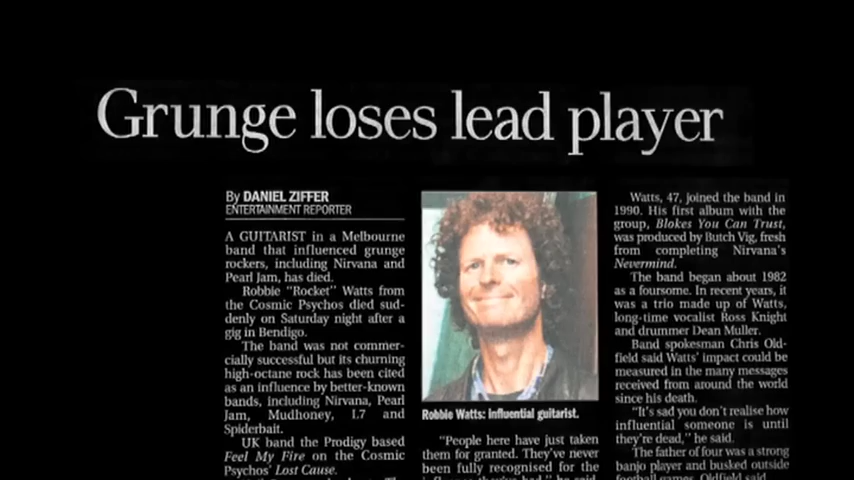 Grunge loses lead player
By DANIEL ZIFFER
ENTERTAINMENT REPORTER
A GUITARIST in a Melbourne
band that influenced grunge
rockers, including Nirvana and
Pearl Jam, has died.
Robbie "Rocket" Watts from
the Cosmic Psychos died sud-
denly on Saturday night after a
gig in Bendigo.
The band was not commer-
cially successful but its churning
high-octane rock has been cited
as an influence by better-known
bands, including Nirvana, Pearl
Jam, Mudhoney, L7 and
Spiderbait.
UK band the Prodigy based
Feel My Fire on the Cosmic
Psychos' Lost Cause.
Robbie Watts: influential guitarist.
"People here have just taken
them for granted. They've never
been fully recognised for the
Watts, 47, joined the band in
1990. His first album with the
group, Blokes You Can Trust,
was produced by Butch Vig, fresh
from completing Nirvana's
Nevermind.
The band began about 1982
as a foursome. In recent years, it
was a trio made up of Watts,
long-time vocalist Ross Knight
and drummer Dean Muller.
Band spokesman Chris Old-
field said Watts' impact could be
measured in the many messages
received from around the world
since his death.
"It's sad you don't realise how
influential someone is until
they're dead," he said.
The father of four was a strong
banjo player and busked outside
football games, Oldfield said.